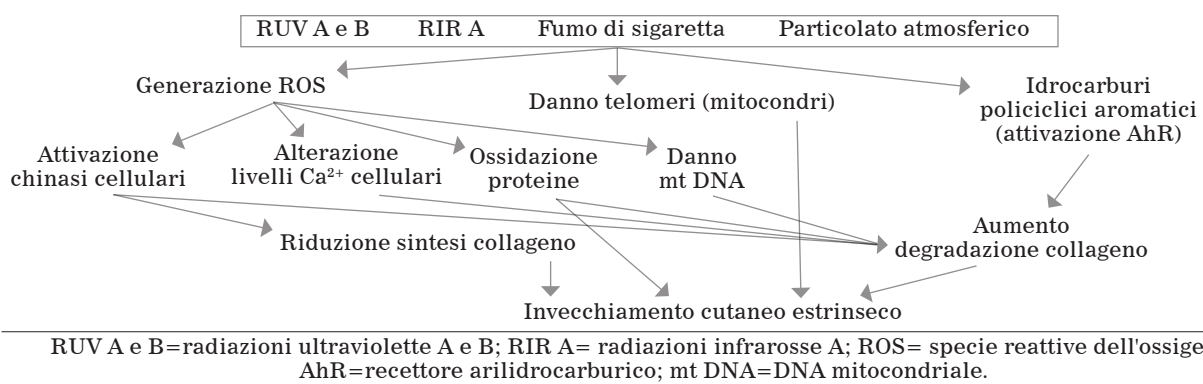 RUV A e B RIR A Fumo di sigaretta Particolato atmosferico
Generazione ROS
Danno telomeri (mitocondri)
Idrocarburi
policiclici aromatici
(attivazione AhR)
Attivazione
chinasi cellulari
Alterazione
livelli Ca²⁺ cellulari
Ossidazione
proteine
Danno
mt DNA
Riduzione sintesi collageno
Aumento
degradazione collageno
Invecchiamento cutaneo estrinseco
RUV A e B=radiazioni ultraviolette A e B; RIR A= radiazioni infrarosse A; ROS= specie reattive dell'ossige
AhR=recettore arilidrocarburico; mt DNA=DNA mitocondriale.